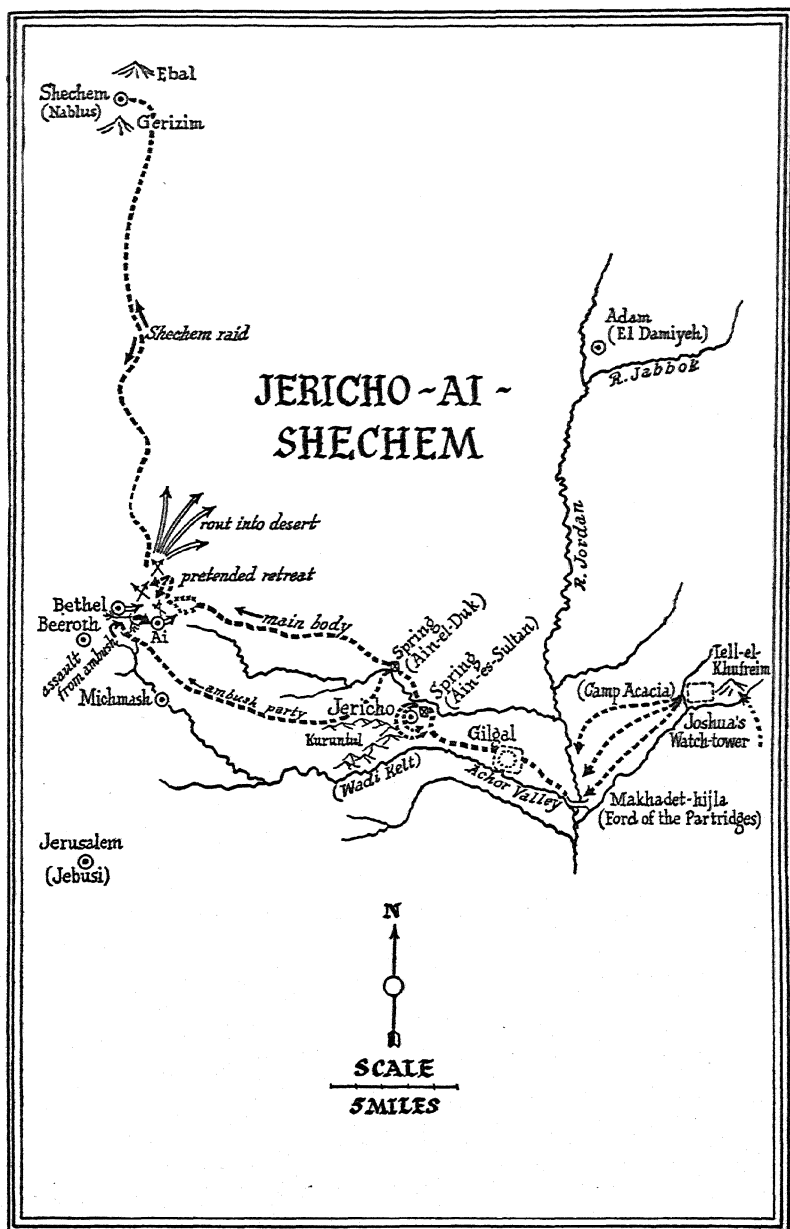 Ebal
Shechem
(Nablus)
Gerizim
Shechem raid
Adam
(El Damiyeh)
R. Jabbok
JERICHO-AI-
SHECHEM
R. Jordan
rout into desert
pretended retreat
Bethel
Beeroth
Ai
assault
from ambush
main body
Spring
(Ain-el-Duk)
Spring
(Ain-es-Sultan)
Michmash
ambush party
Jericho
Kuruntul
Gilgal
(Wadi Kelt)
Achor Valley
Tell-el-
Khufreim
(Camp Acacia)
Joshua's
Watch-tower
Makhadet-hijla
(Ford of the Partridges)
Jerusalem
(Jebusi)
N
SCALE
5 MILES